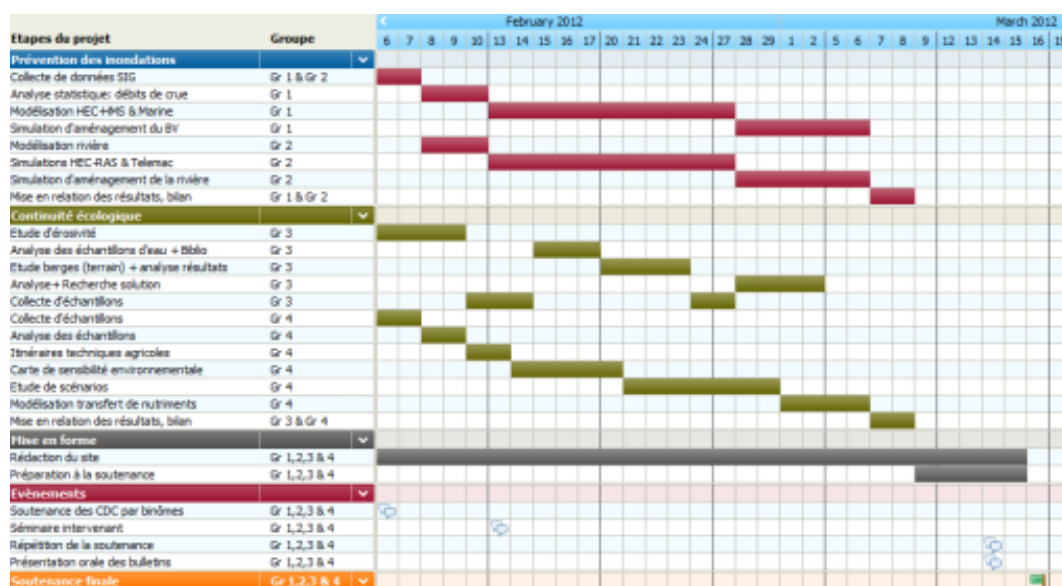 February 2012 March 2012
Etapes du projet Groupe 6 7 8 9 10 13 14 15 16 17 20 21 22 23 24 27 28 29 1 2 5 6 7 8 9 12 13 14 15 16
Prévention des inondations
Collecte de données SIG Gr 1 & Gr 2
Analyse statistique: débits de crue Gr 1
Modélisation HEC-HMS & Marine Gr 1
Simulation d'aménagement du BV Gr 1
Modélisation rivière Gr 2
Simulations HEC-RAS & Telemac Gr 2
Simulation d'aménagement de la rivière Gr 2
Mise en relation des résultats, bilan Gr 1 & Gr 2
Continuité écologique
Etude d'érosivité Gr 3
Analyse des échantillons d'eau + Biblio Gr 3
Etude berges (terrain) + analyse résultats Gr 3
Analyse+ Recherche solution Gr 3
Collecte d'échantillons Gr 3
Collecte d'échantillons Gr 4
Analyse des échantillons Gr 4
Itinéraires techniques agricoles Gr 4
Carte de sensibilité environnementale Gr 4
Etude de scénarios Gr 4
Modélisation transfert de nutriments Gr 4
Mise en relation des résultats, bilan Gr 3 & Gr 4
Mise en forme
Rédaction du site Gr 1,2,3 & 4
Préparation à la soutenance Gr 1,2,3 & 4
Evènements
Soutenance des CDC par binômes Gr 1,2,3 & 4
Séminaire intervenant Gr 1,2,3 & 4
Répétition de la soutenance Gr 1,2,3 & 4
Présentation orale des bulletins Gr 1,2,3 & 4
Soutenance finale Gr 1,2,3 & 4